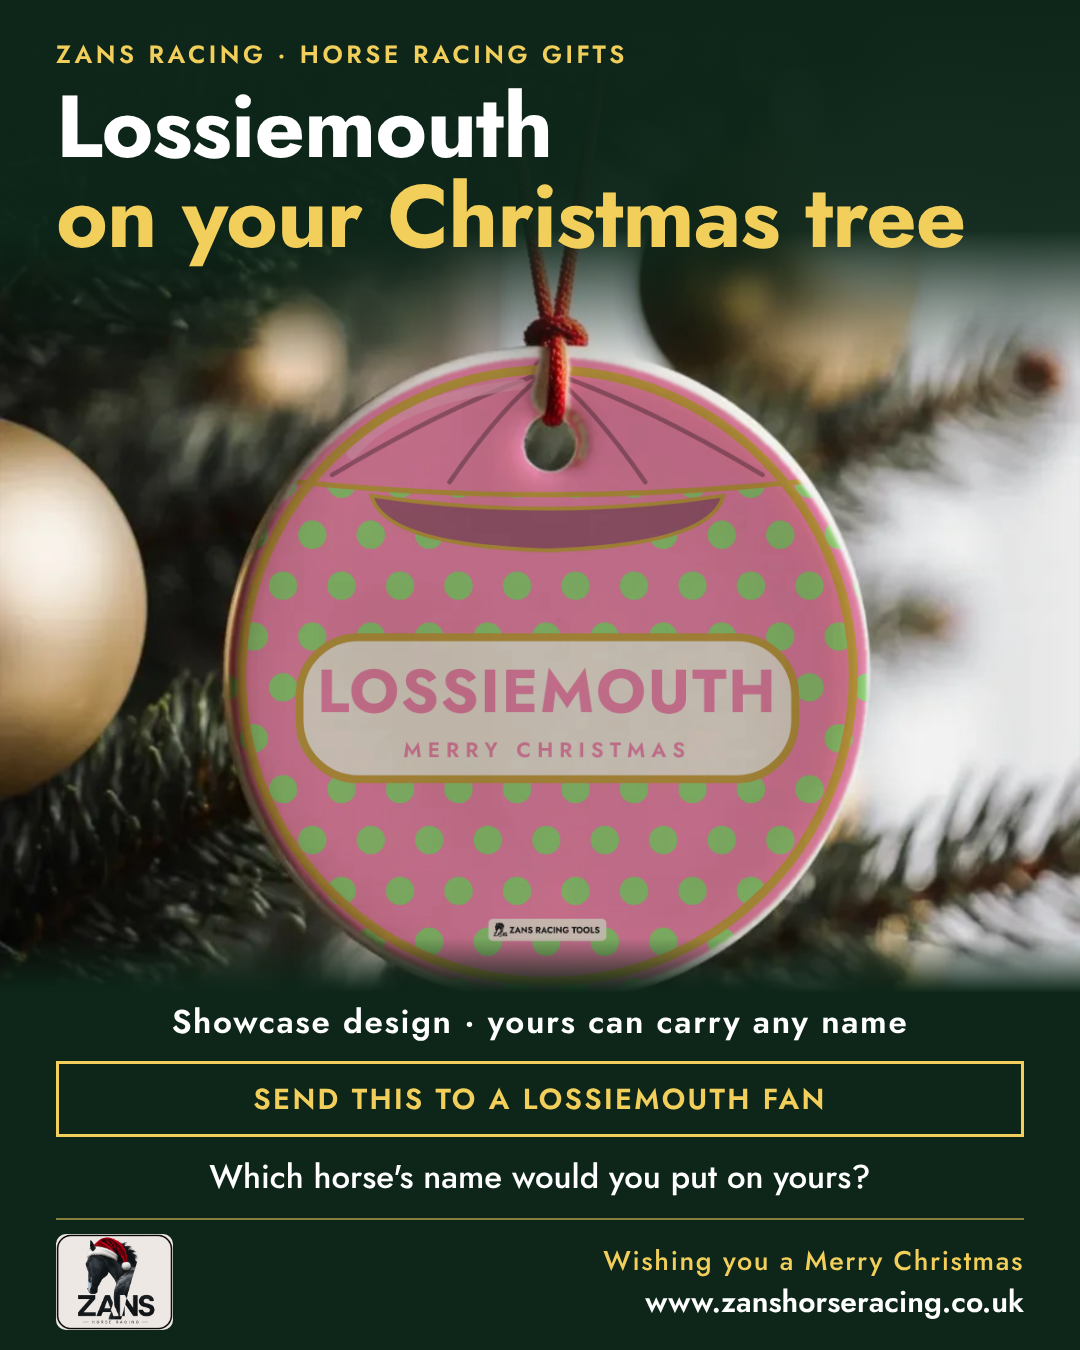 ZANS RACING · HORSE RACING GIFTS
Lossiemouth
on your Christmas tree
LOSSIEMOUTH
MERRY CHRISTMAS
ZANS RACING TOOLS
Showcase design · yours can carry any name
SEND THIS TO A LOSSIEMOUTH FAN
Which horse's name would you put on yours?
ZANS
HORSE RACING
Wishing you a Merry Christmas
www.zanshorseracing.co.uk